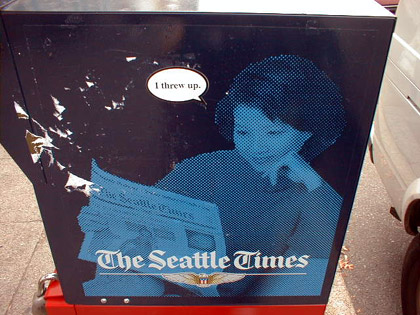 I threw up.
The Seattle Times
The Seattle Times